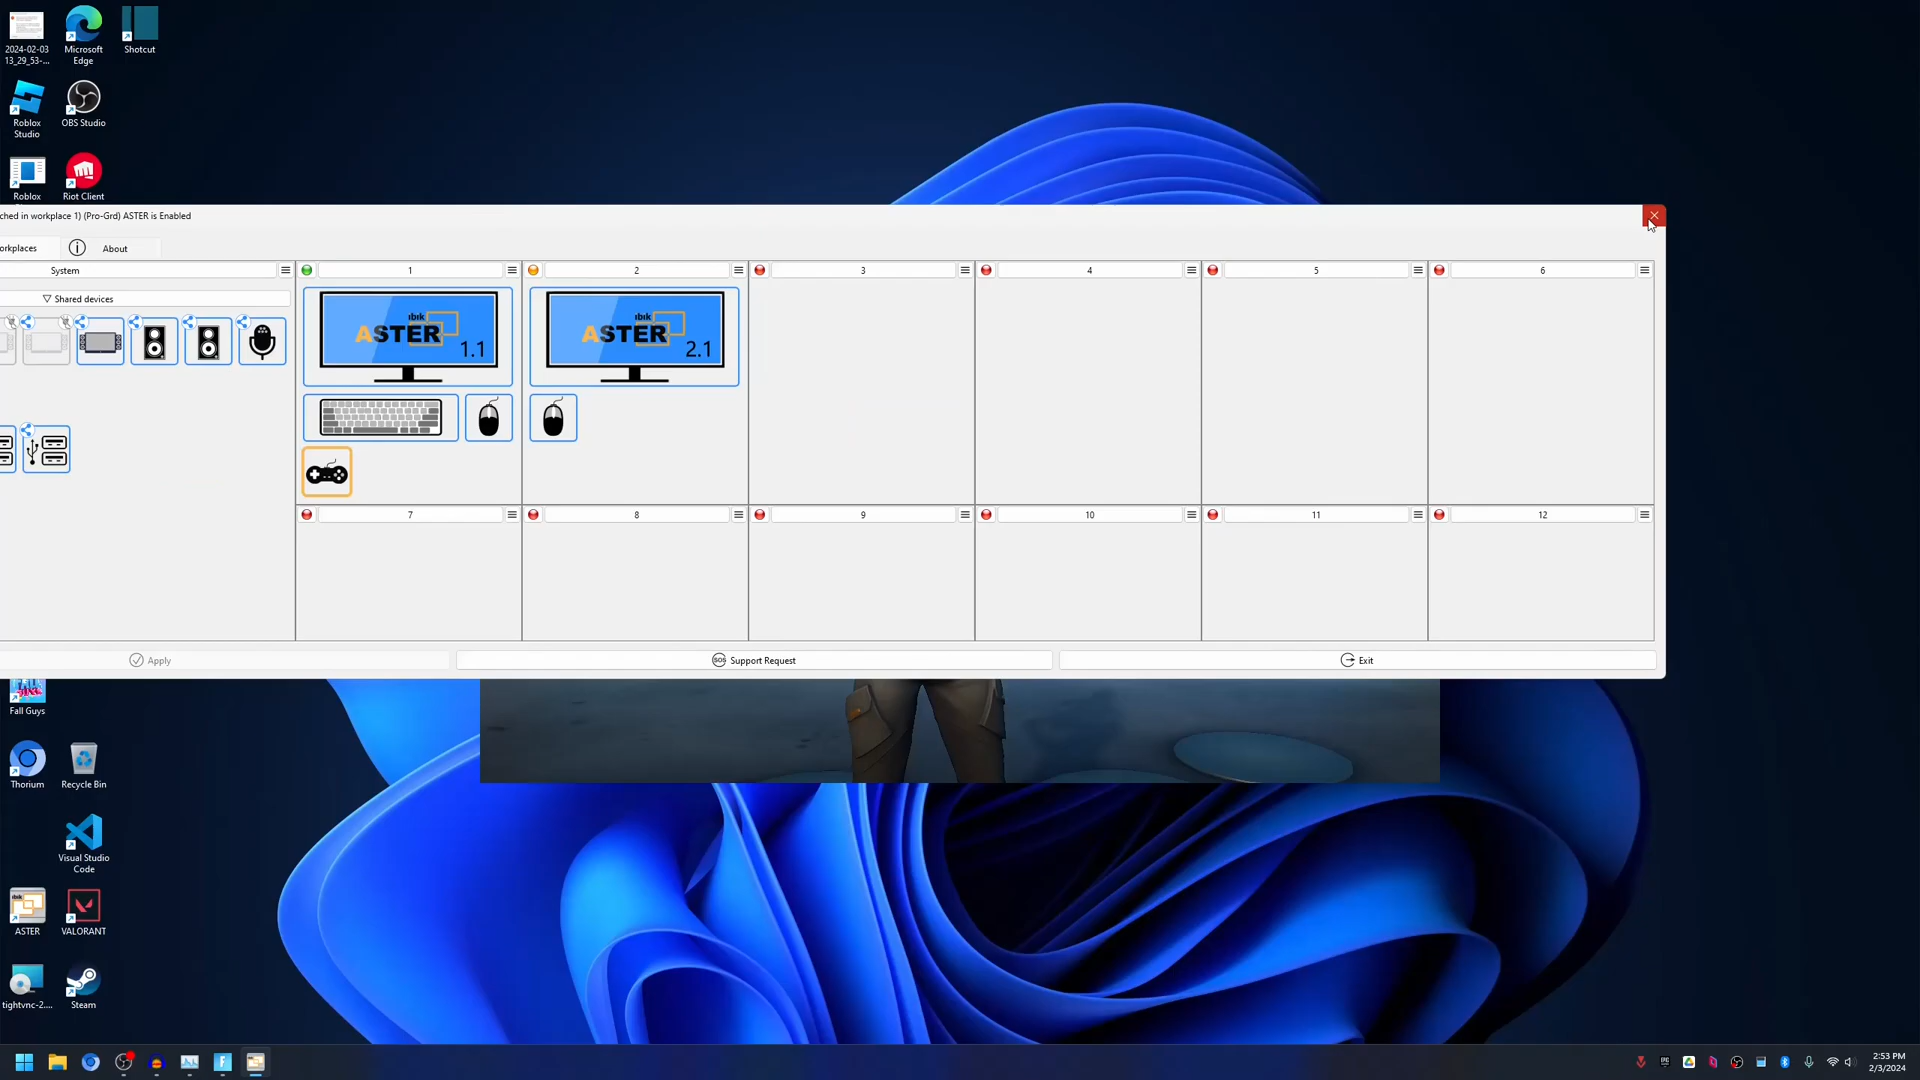 2024-02-03
13_29_53-...
Microsoft
Edge
Shotcut
Roblox
Studio
OBS Studio
Roblox
Riot Client
ched in workplace 1) (Pro-Grd) ASTER is Enabled
orkplaces
About
System
1
2
3
4
5
6
Shared devices
ibik
ASTER
1.1
ibik
ASTER
2.1
7
8
9
10
11
12
Apply
SOS
Support Request
Exit
Fall Guys
Thorium
Recycle Bin
Visual Studio
Code
ASTER
VALORANT
tightvnc-2....
Steam
2:53 PM
2/3/2024